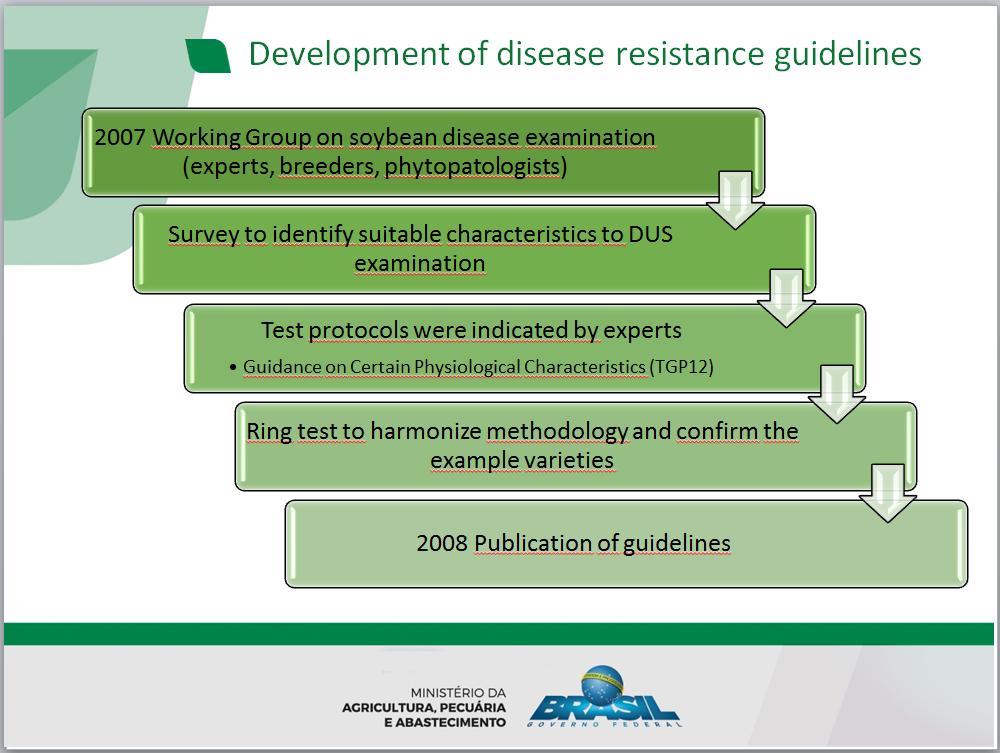 Development of disease resistance guidelines
2007 Working Group on soybean disease examination
(experts, breeders, phytopatologists)
Survey to identify suitable characteristics to DUS
examination
Test protocols were indicated by experts
• Guidance on Certain Physiological Characteristics (TGP12)
Ring test to harmonize methodology and confirm the
example varieties
2008 Publication of guidelines
MINISTÉRIO DA
AGRICULTURA, PECUÁRIA
E ABASTECIMENTO
BRASIL
GOVERNO FEDERAL